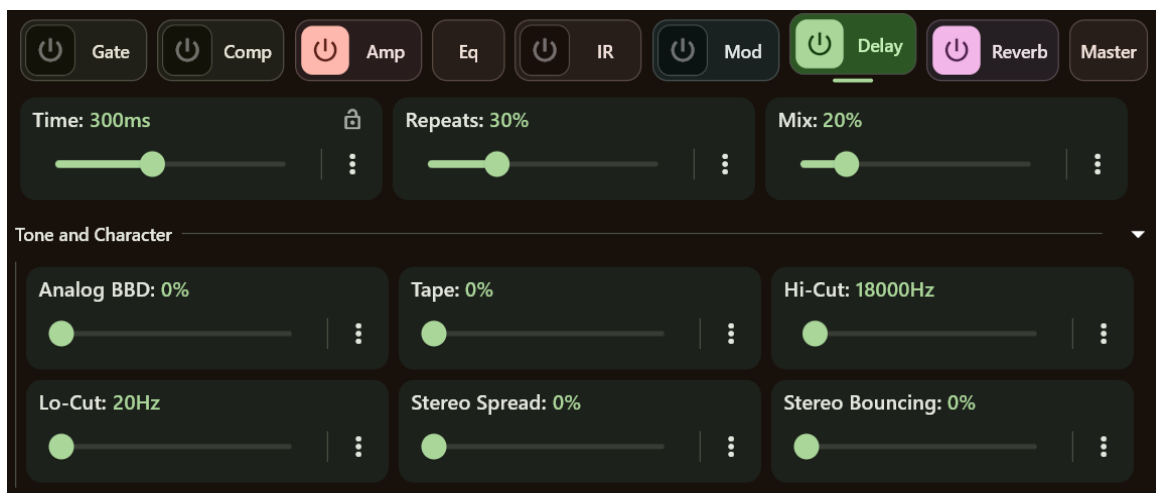 Gate Comp Amp Eq IR Mod Delay Reverb Master
Time: 300ms Repeats: 30% Mix: 20%
Tone and Character
Analog BBD: 0% Tape: 0% Hi-Cut: 18000Hz
Lo-Cut: 20Hz Stereo Spread: 0% Stereo Bouncing: 0%